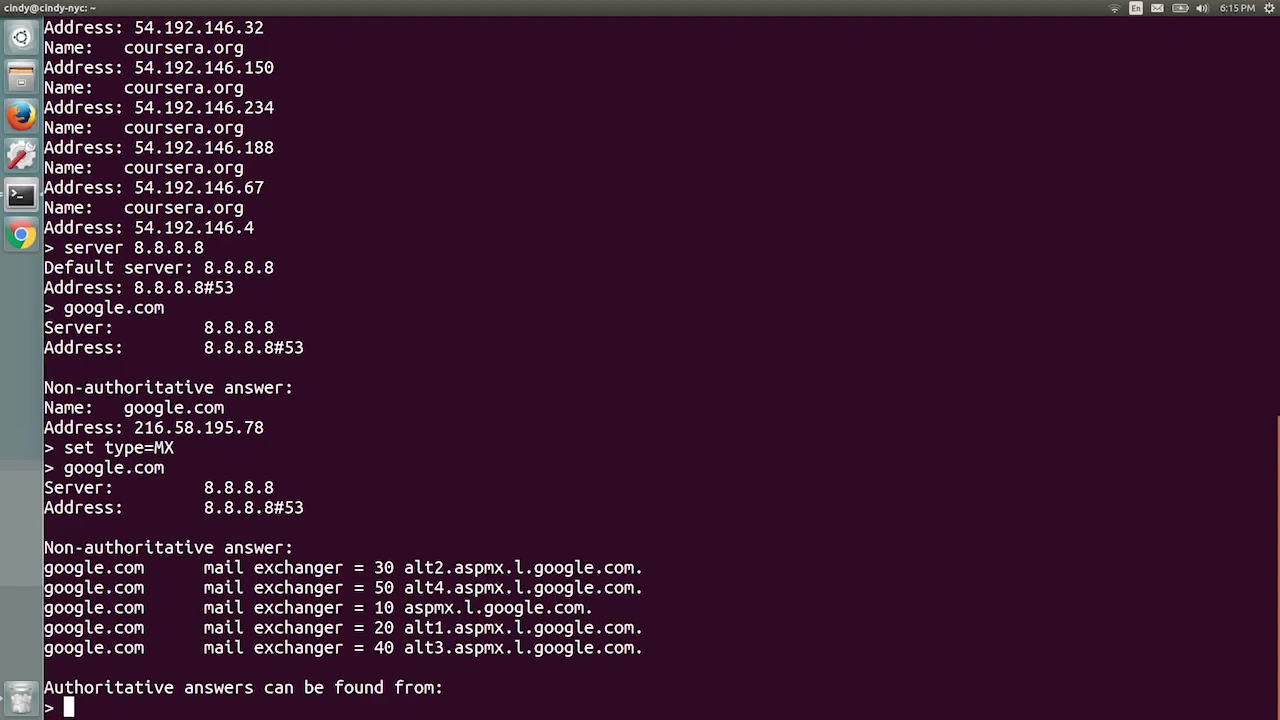 cindy@cindy-nyc: ~
En
6:15 PM
Address: 54.192.146.32
Name:   coursera.org
Address: 54.192.146.150
Name:   coursera.org
Address: 54.192.146.234
Name:   coursera.org
Address: 54.192.146.188
Name:   coursera.org
Address: 54.192.146.67
Name:   coursera.org
Address: 54.192.146.4
> server 8.8.8.8
Default server: 8.8.8.8
Address: 8.8.8.8#53
> google.com
Server:         8.8.8.8
Address:        8.8.8.8#53
Non-authoritative answer:
Name:   google.com
Address: 216.58.195.78
> set type=MX
> google.com
Server:         8.8.8.8
Address:        8.8.8.8#53
Non-authoritative answer:
google.com      mail exchanger = 30 alt2.aspmx.l.google.com.
google.com      mail exchanger = 50 alt4.aspmx.l.google.com.
google.com      mail exchanger = 10 aspmx.l.google.com.
google.com      mail exchanger = 20 alt1.aspmx.l.google.com.
google.com      mail exchanger = 40 alt3.aspmx.l.google.com.
Authoritative answers can be found from:
>